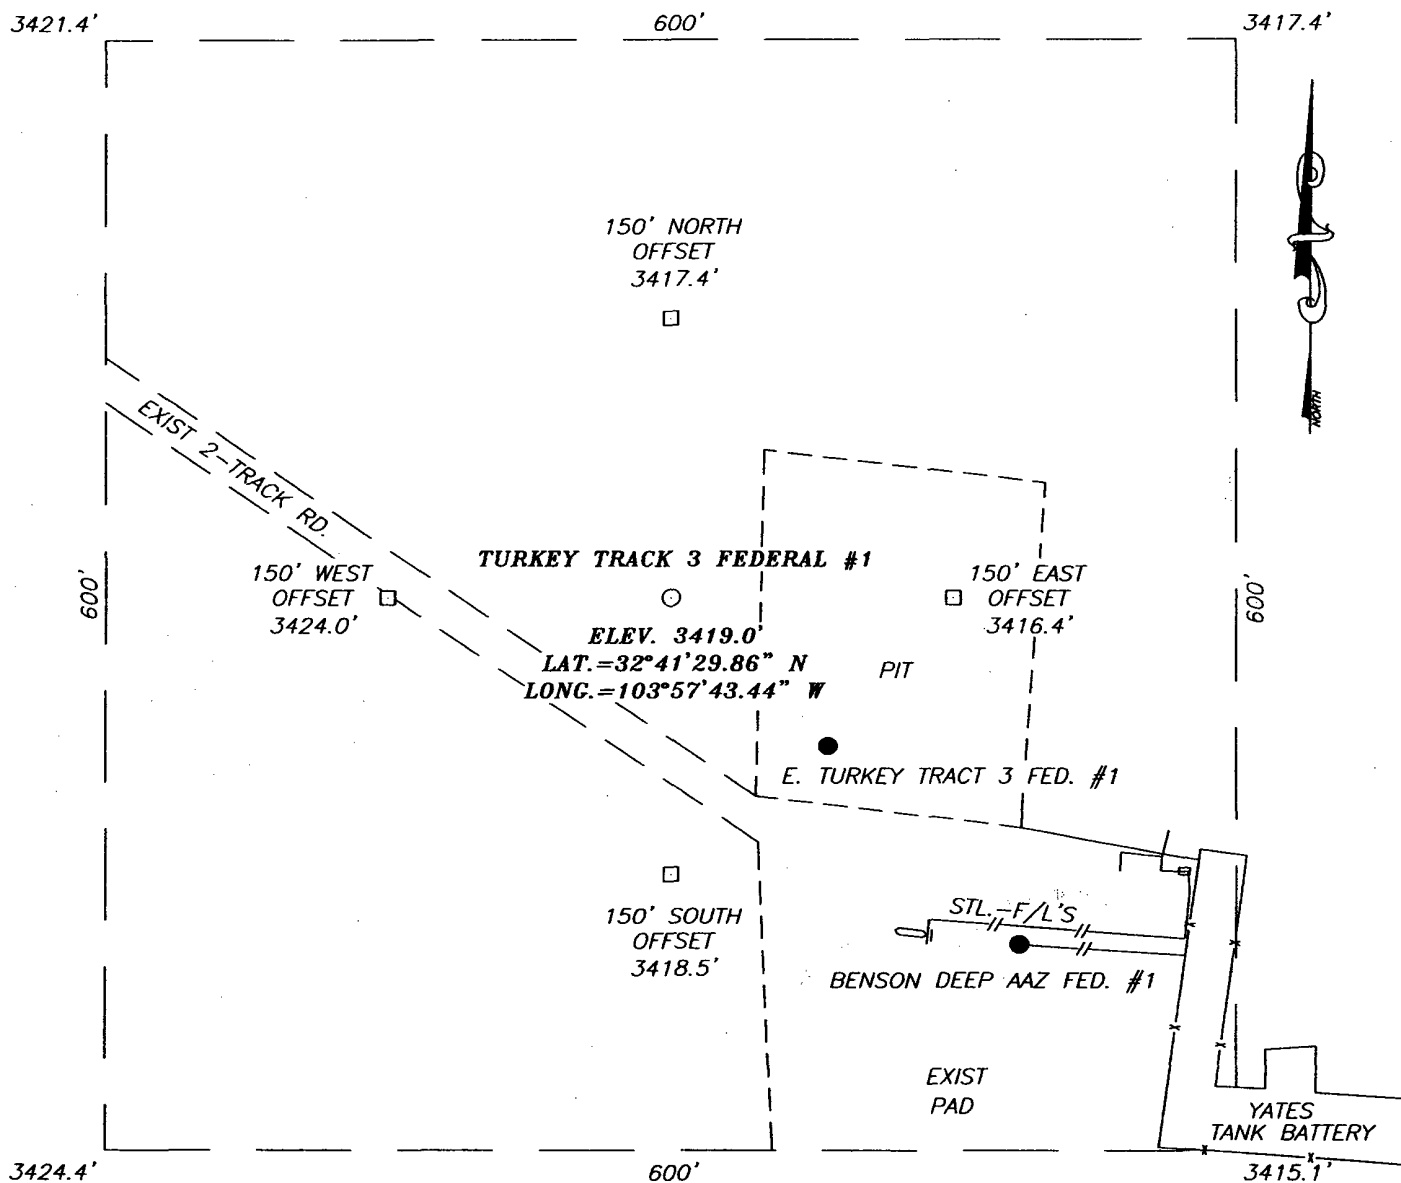 3421.4'
600'
3417.4'
150' NORTH
OFFSET
3417.4'
NORTH
EXIST 2-TRACK RD.
TURKEY TRACK 3 FEDERAL #1
150' WEST
OFFSET
3424.0'
150' EAST
OFFSET
3416.4'
600'
600'
ELEV. 3419.0'
LAT.=32°41'29.86" N
LONG.=103°57'43.44" W
PIT
E. TURKEY TRACT 3 FED. #1
150' SOUTH
OFFSET
3418.5'
STL.-F/L'S
BENSON DEEP AAZ FED. #1
EXIST
PAD
YATES
TANK BATTERY
3424.4'
600'
3415.1'